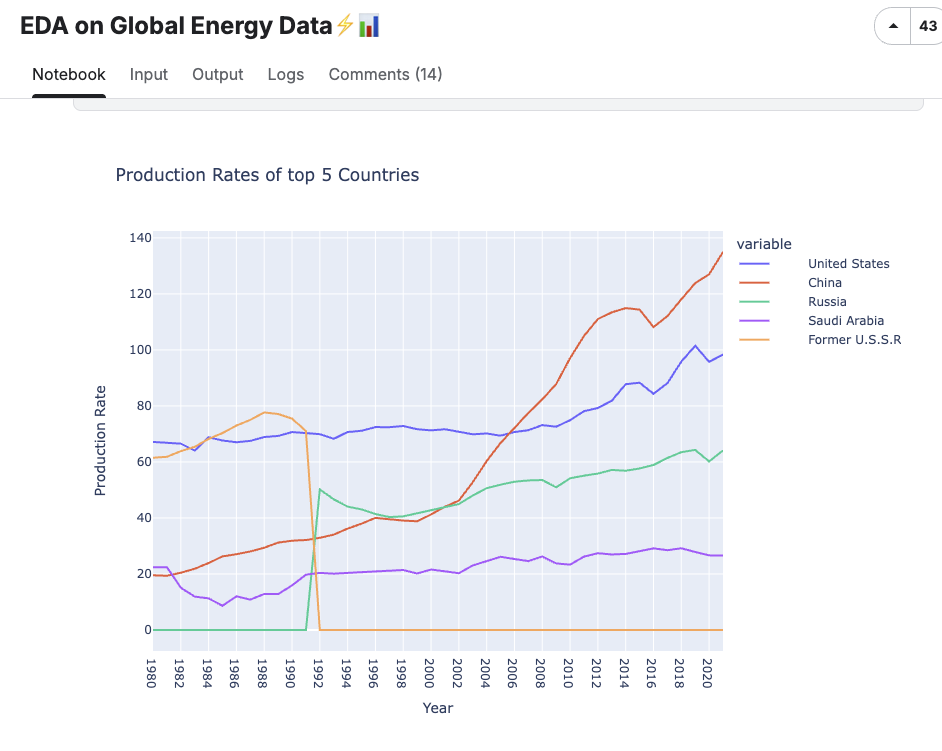 EDA on Global Energy Data⚡📊
43
Notebook Input Output Logs Comments (14)
Production Rates of top 5 Countries
variable
United States
China
Russia
Saudi Arabia
Former U.S.S.R
Production Rate
140
120
100
80
60
40
20
0
1980 1982 1984 1986 1988 1990 1992 1994 1996 1998 2000 2002 2004 2006 2008 2010 2012 2014 2016 2018 2020
Year